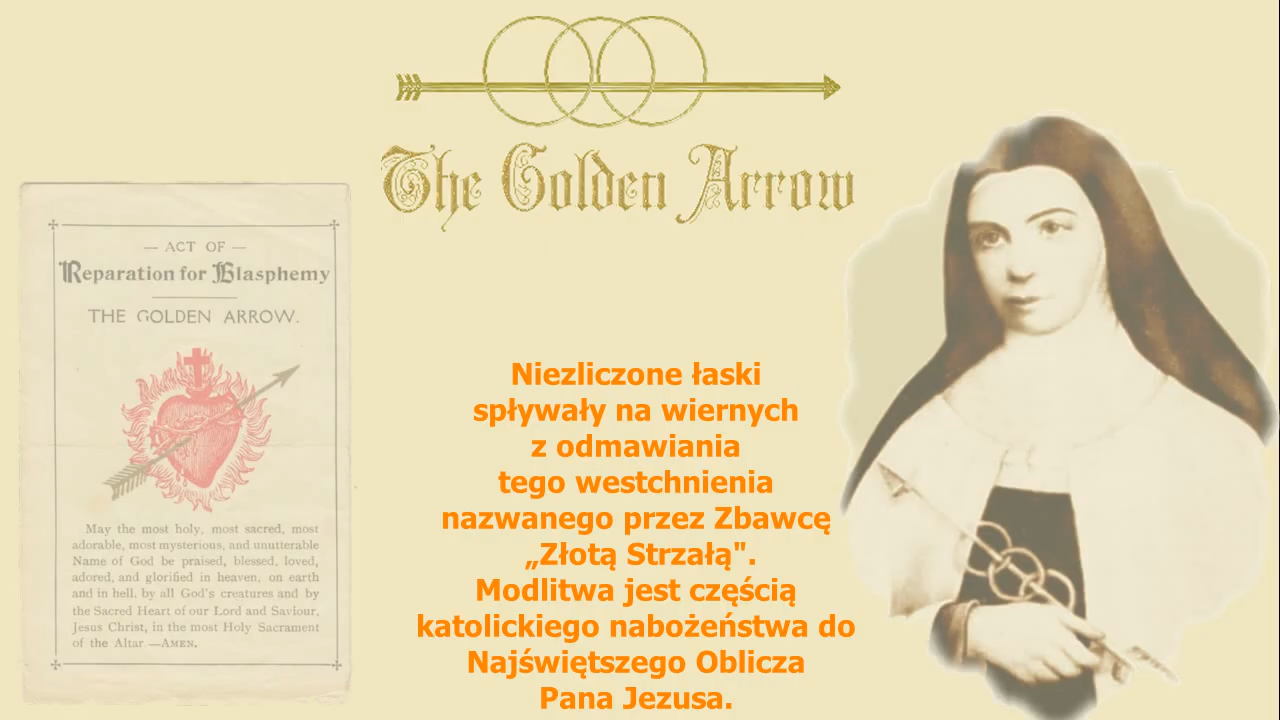 The Golden Arrow
— ACT OF —
Reparation for Blasphemy
THE GOLDEN ARROW.
May the most holy, most sacred, most
adorable, most mysterious, and unutterable
Name of God be praised, blessed, loved,
adored, and glorified in heaven, on earth
and in hell, by all God's creatures and by
the Sacred Heart of our Lord and Saviour,
Jesus Christ, in the most Holy Sacrament
of the Altar —AMEN.
Niezliczone łaski
spływały na wiernych
z odmawiania
tego westchnienia
nazwanego przez Zbawcę
„Złotą Strzałą".
Modlitwa jest częścią
katolickiego nabożeństwa do
Najświętszego Oblicza
Pana Jezusa.